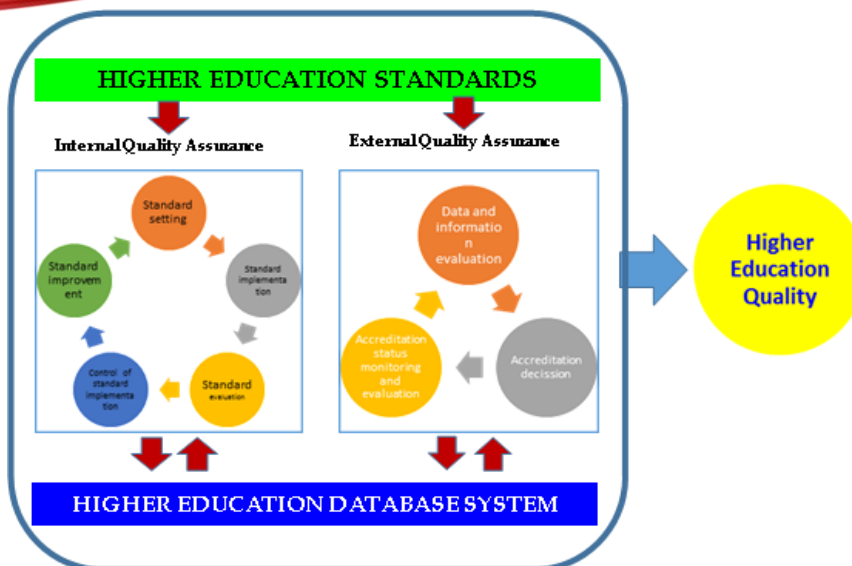 HIGHER EDUCATION STANDARDS
Internal Quality Assurance
External Quality Assurance
Standard
setting
Standard
implementa
tion
Standard
evaluation
Control of
standard
implementa
tion
Standard
improvem
ent
Data and
informatio
n
evaluation
Accreditation
decission
Accreditation
status
monitoring
and
evaluation
HIGHER EDUCATION DATABASE SYSTEM
Higher
Education
Quality